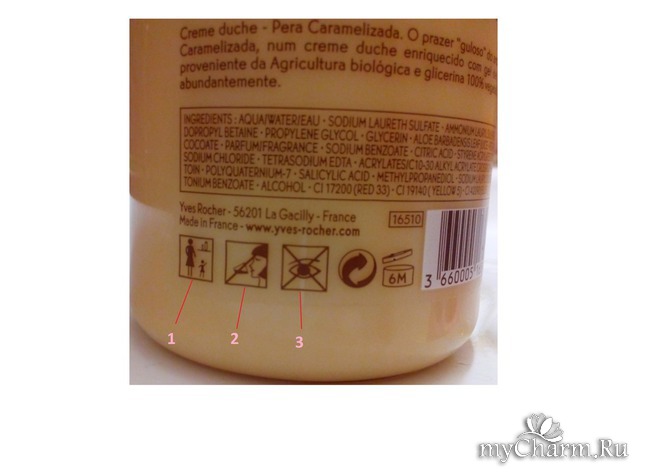 Creme duche - Pera Caramelizada. O prazer "guloso" da
Caramelizada, num creme duche enriquecido com gel
proveniente da Agricultura biológica e glicerina 100%
abundantemente.
INGREDIENTS : AQUA/WATER/EAU · SODIUM LAURETH SULFATE · AMMONIUM
DOPROPYL BETAINE · PROPYLENE GLYCOL · GLYCERIN · ALOE
COCOATE · PARFUM/FRAGRANCE · SODIUM BENZOATE · CITRIC ACID ·
SODIUM CHLORIDE · TETRASODIUM EDTA · ACRYLATES/C10-30 ALKYL
TOIN · POLYQUATERNIUM-7 · SALICYLIC ACID · METHYLPROPANEDIOL ·
TONIUM BENZOATE · ALCOHOL · CI 17200 (RED 33) · CI 19140 (YELLOW 5) ·
Yves Rocher - 56201 La Gacilly - France
16510
Made in France - www.yves-rocher.com
6M
3 660005
1
2
3
myCharm.Ru